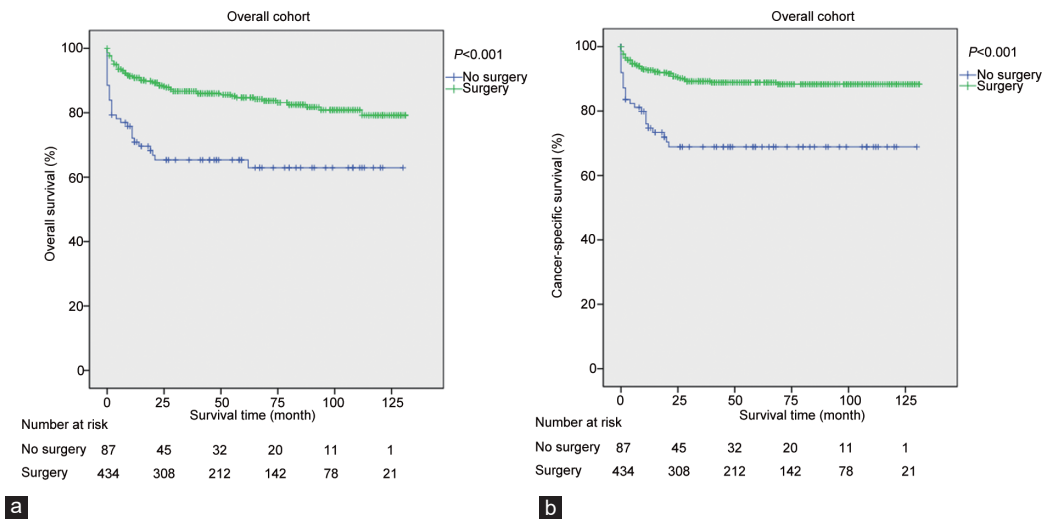 Overall cohort
P<0.001
No surgery
Surgery
Overall survival (%)
100
80
60
40
20
0
0 25 50 75 100 125
Survival time (month)
Number at risk
No surgery 87 45 32 20 11 1
Surgery 434 308 212 142 78 21
a
Overall cohort
P<0.001
No surgery
Surgery
Cancer-specific survival (%)
100
80
60
40
20
0
0 25 50 75 100 125
Survival time (month)
Number at risk
No surgery 87 45 32 20 11 1
Surgery 434 308 212 142 78 21
b